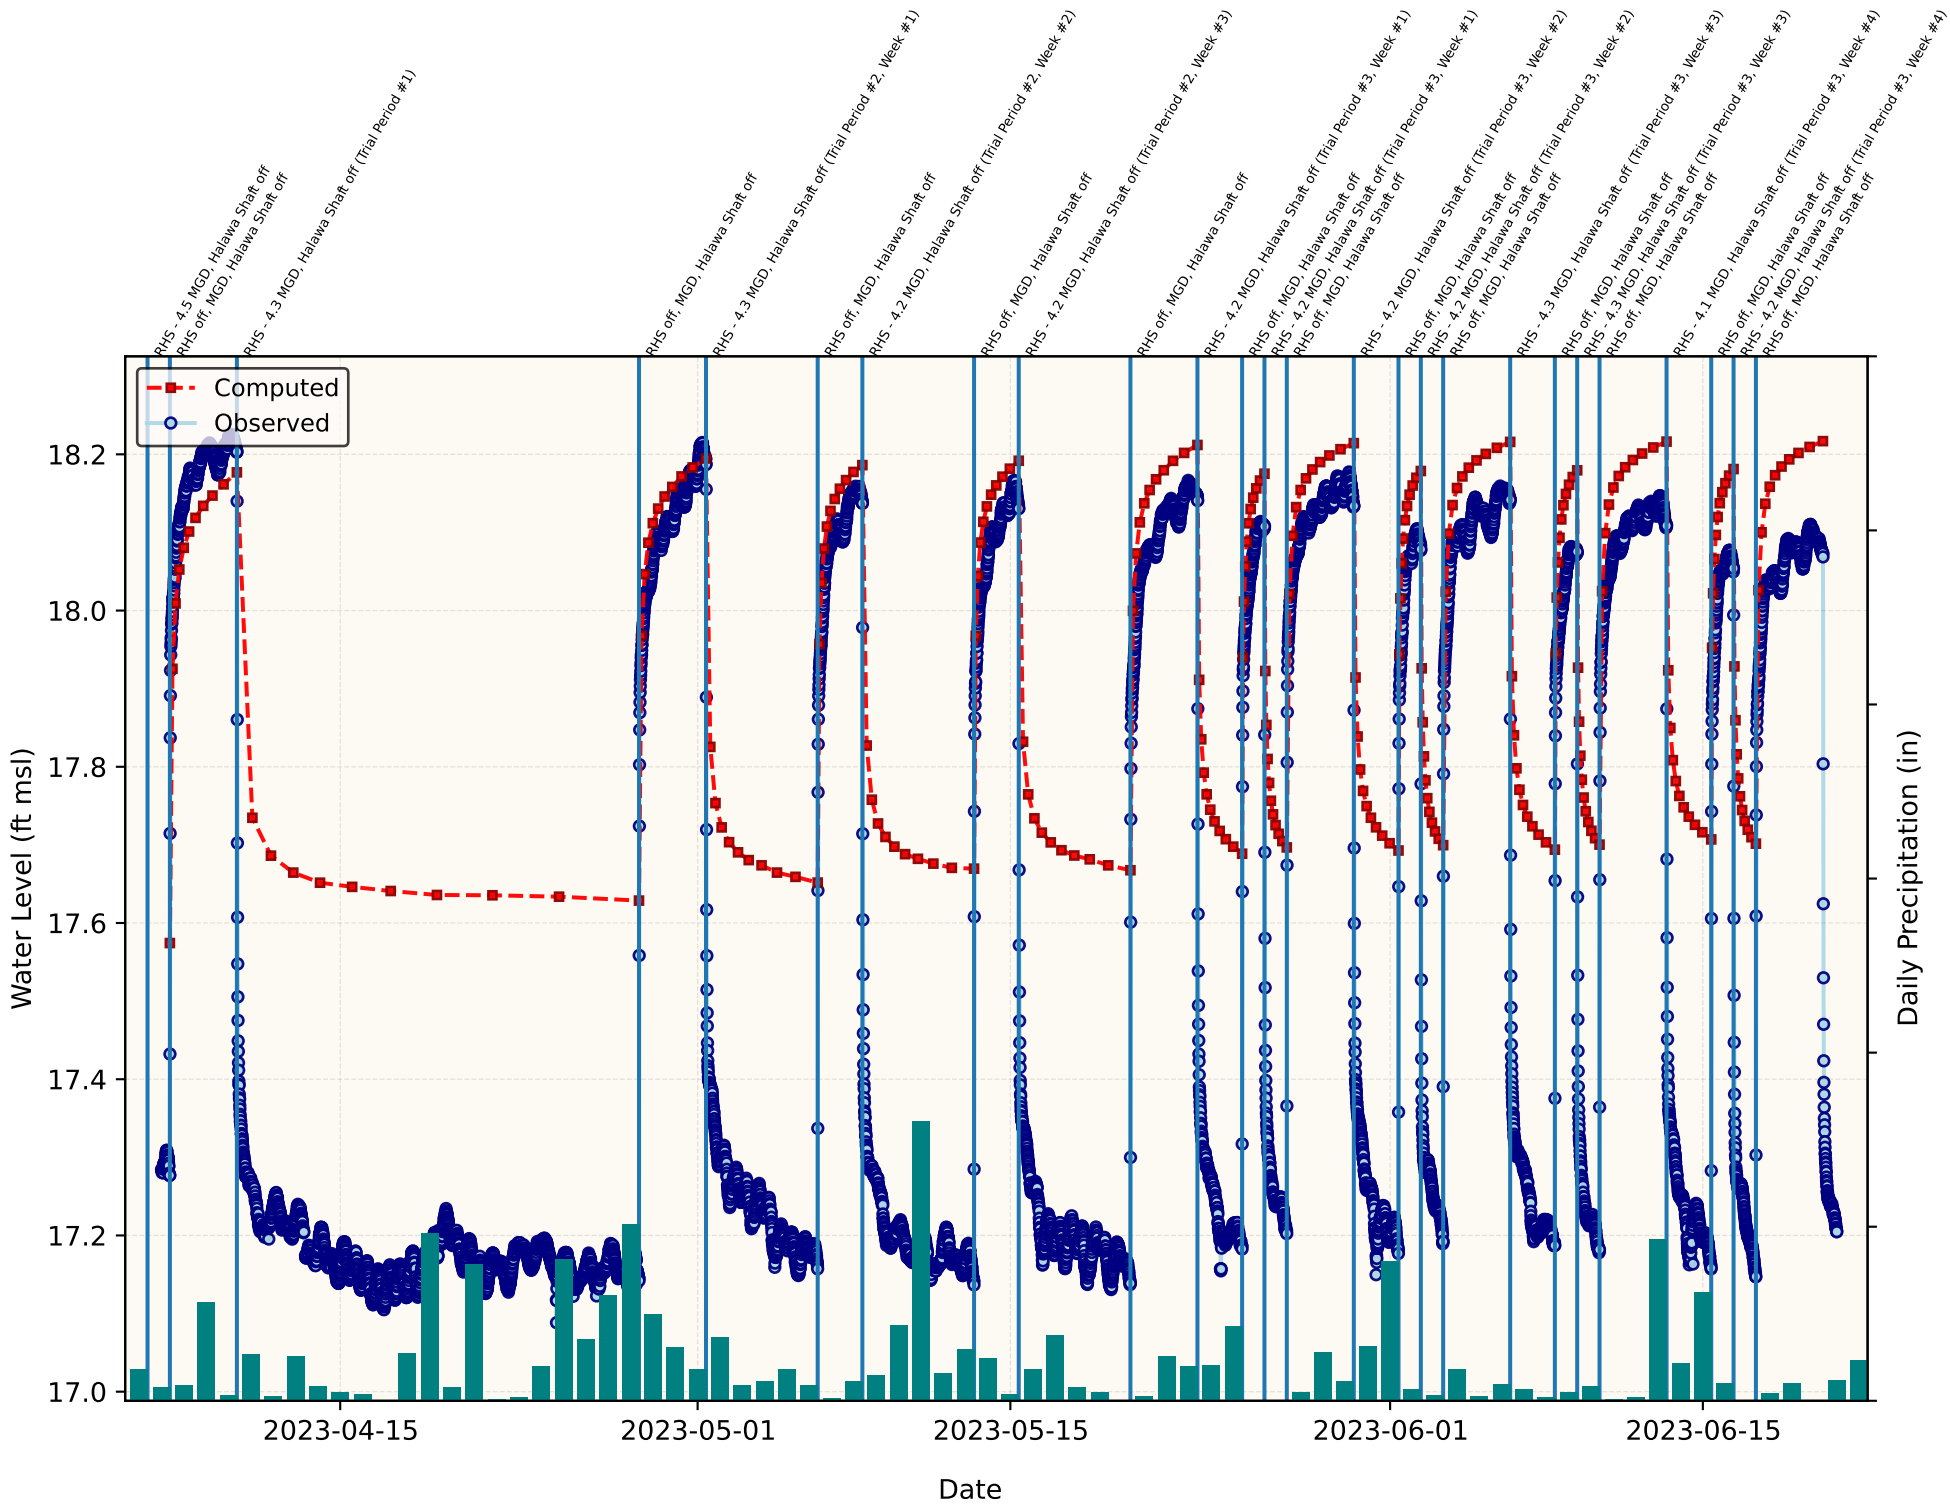 RHS - 4.5 MGD, Halawa Shaft off
RHS off, MGD, Halawa Shaft off
RHS - 4.3 MGD, Halawa Shaft off (Trial Period #1)
RHS off, MGD, Halawa Shaft off
RHS - 4.3 MGD, Halawa Shaft off (Trial Period #2, Week #1)
RHS off, MGD, Halawa Shaft off
RHS - 4.2 MGD, Halawa Shaft off (Trial Period #2, Week #2)
RHS off, MGD, Halawa Shaft off
RHS - 4.2 MGD, Halawa Shaft off (Trial Period #2, Week #3)
RHS off, MGD, Halawa Shaft off
RHS - 4.2 MGD, Halawa Shaft off (Trial Period #3, Week #1)
RHS off, MGD, Halawa Shaft off
RHS - 4.2 MGD, Halawa Shaft off (Trial Period #3, Week #1)
RHS off, MGD, Halawa Shaft off
RHS - 4.2 MGD, Halawa Shaft off (Trial Period #3, Week #2)
RHS off, MGD, Halawa Shaft off
RHS - 4.2 MGD, Halawa Shaft off (Trial Period #3, Week #2)
RHS off, MGD, Halawa Shaft off
RHS - 4.3 MGD, Halawa Shaft off (Trial Period #3, Week #3)
RHS off, MGD, Halawa Shaft off
RHS - 4.3 MGD, Halawa Shaft off (Trial Period #3, Week #3)
RHS off, MGD, Halawa Shaft off
RHS - 4.1 MGD, Halawa Shaft off (Trial Period #3, Week #4)
RHS off, MGD, Halawa Shaft off
RHS - 4.2 MGD, Halawa Shaft off (Trial Period #3, Week #4)
RHS off, MGD, Halawa Shaft off
Computed
Observed
Water Level (ft msl)
18.2
18.0
17.8
17.6
17.4
17.2
17.0
Daily Precipitation (in)
2023-04-15
2023-05-01
2023-05-15
2023-06-01
2023-06-15
Date